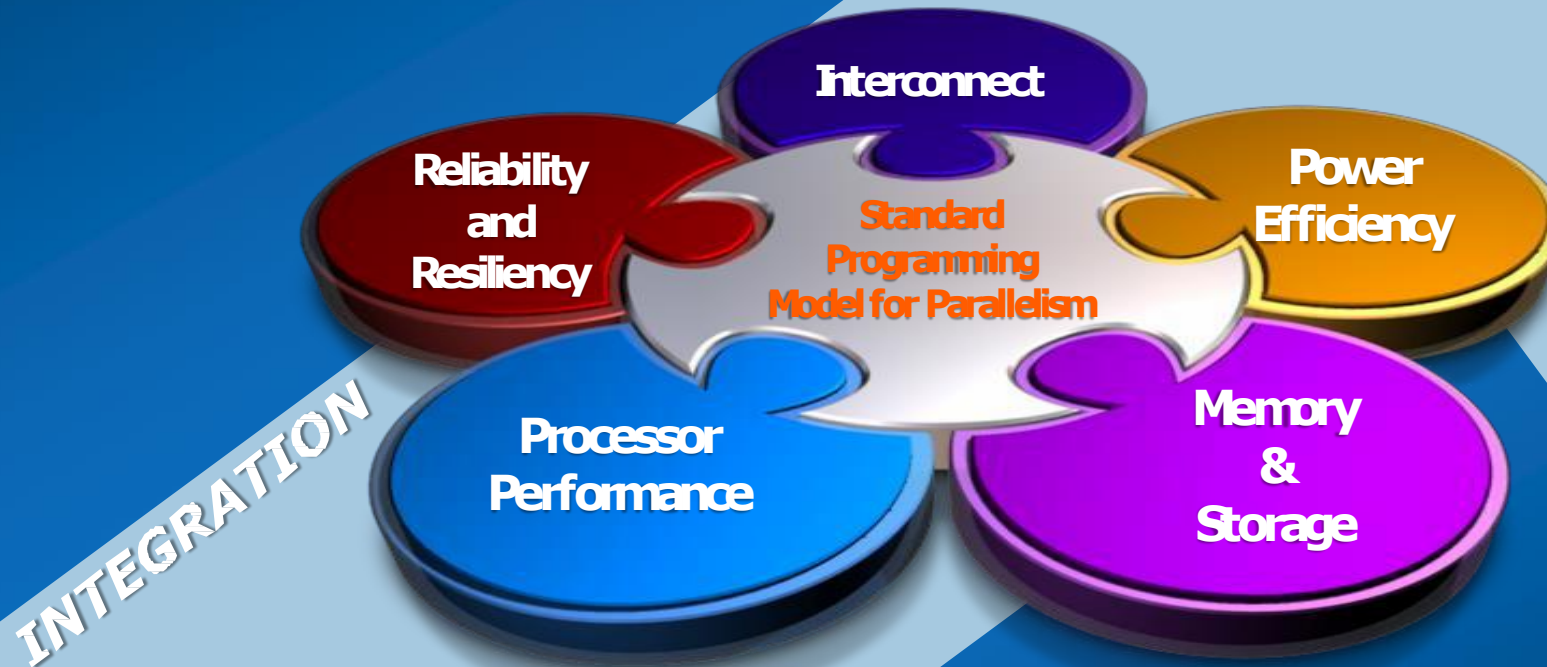 Interconnect
Reliability
and
Resiliency
Power
Efficiency
Standard
Programming
Model for Parallelism
Processor
Performance
Memory
&
Storage
INTEGRATION